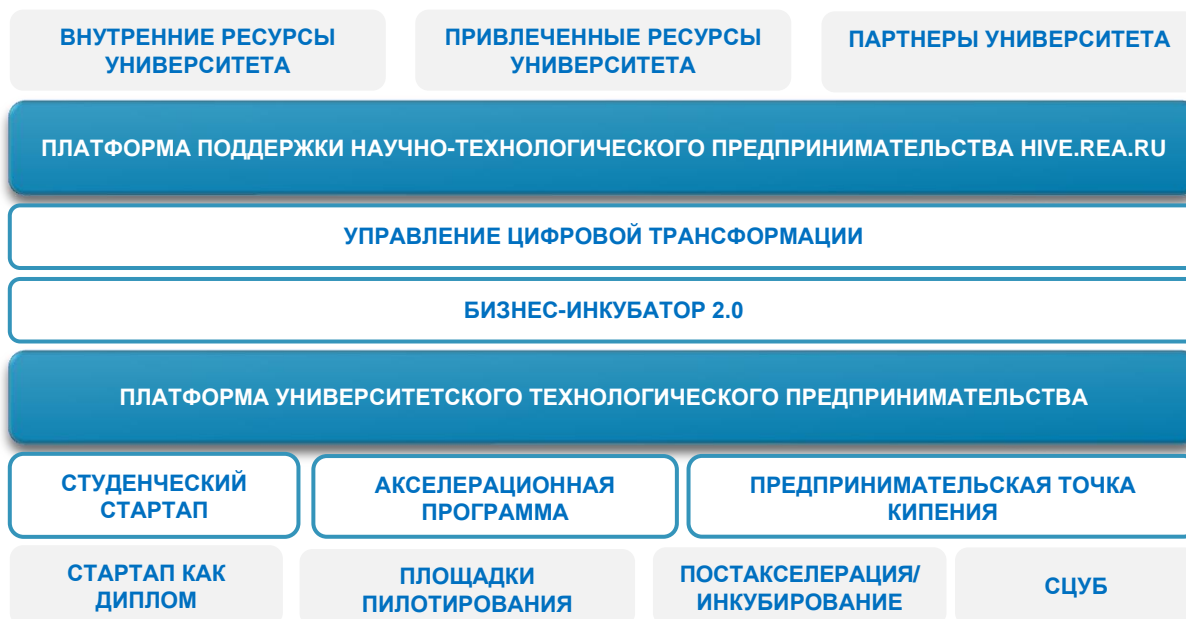 ВНУТРЕННИЕ РЕСУРСЫ
УНИВЕРСИТЕТА
ПРИВЛЕЧЕННЫЕ РЕСУРСЫ
УНИВЕРСИТЕТА
ПАРТНЕРЫ УНИВЕРСИТЕТА
ПЛАТФОРМА ПОДДЕРЖКИ НАУЧНО-ТЕХНОЛОГИЧЕСКОГО ПРЕДПРИНИМАТЕЛЬСТВА HIVE.REA.RU
УПРАВЛЕНИЕ ЦИФРОВОЙ ТРАНСФОРМАЦИИ
БИЗНЕС-ИНКУБАТОР 2.0
ПЛАТФОРМА УНИВЕРСИТЕТСКОГО ТЕХНОЛОГИЧЕСКОГО ПРЕДПРИНИМАТЕЛЬСТВА
СТУДЕНЧЕСКИЙ
СТАРТАП
АКСЕЛЕРАЦИОННАЯ
ПРОГРАММА
ПРЕДПРИНИМАТЕЛЬСКАЯ ТОЧКА
КИПЕНИЯ
СТАРТАП КАК
ДИПЛОМ
ПЛОЩАДКИ
ПИЛОТИРОВАНИЯ
ПОСТАКСЕЛЕРАЦИЯ/
ИНКУБИРОВАНИЕ
СЦУБ